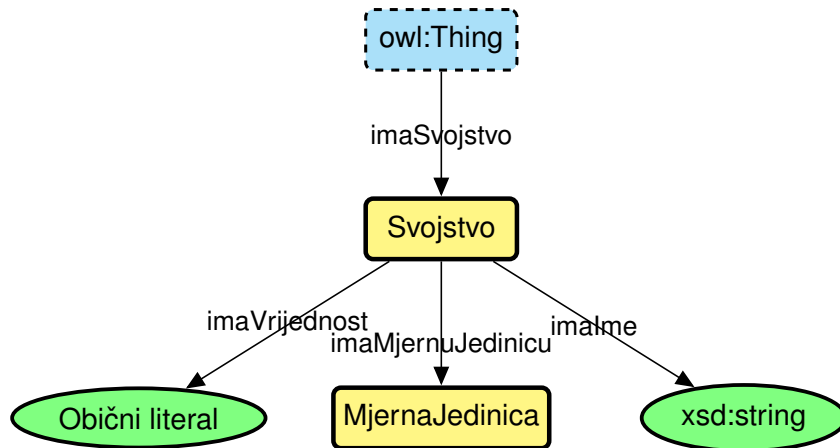 owl:Thing
imaSvojstvo
Svojstvo
imaVrijednost
imaMjernuJedinicu
imaIme
Obični literal
MjernaJedinica
xsd:string